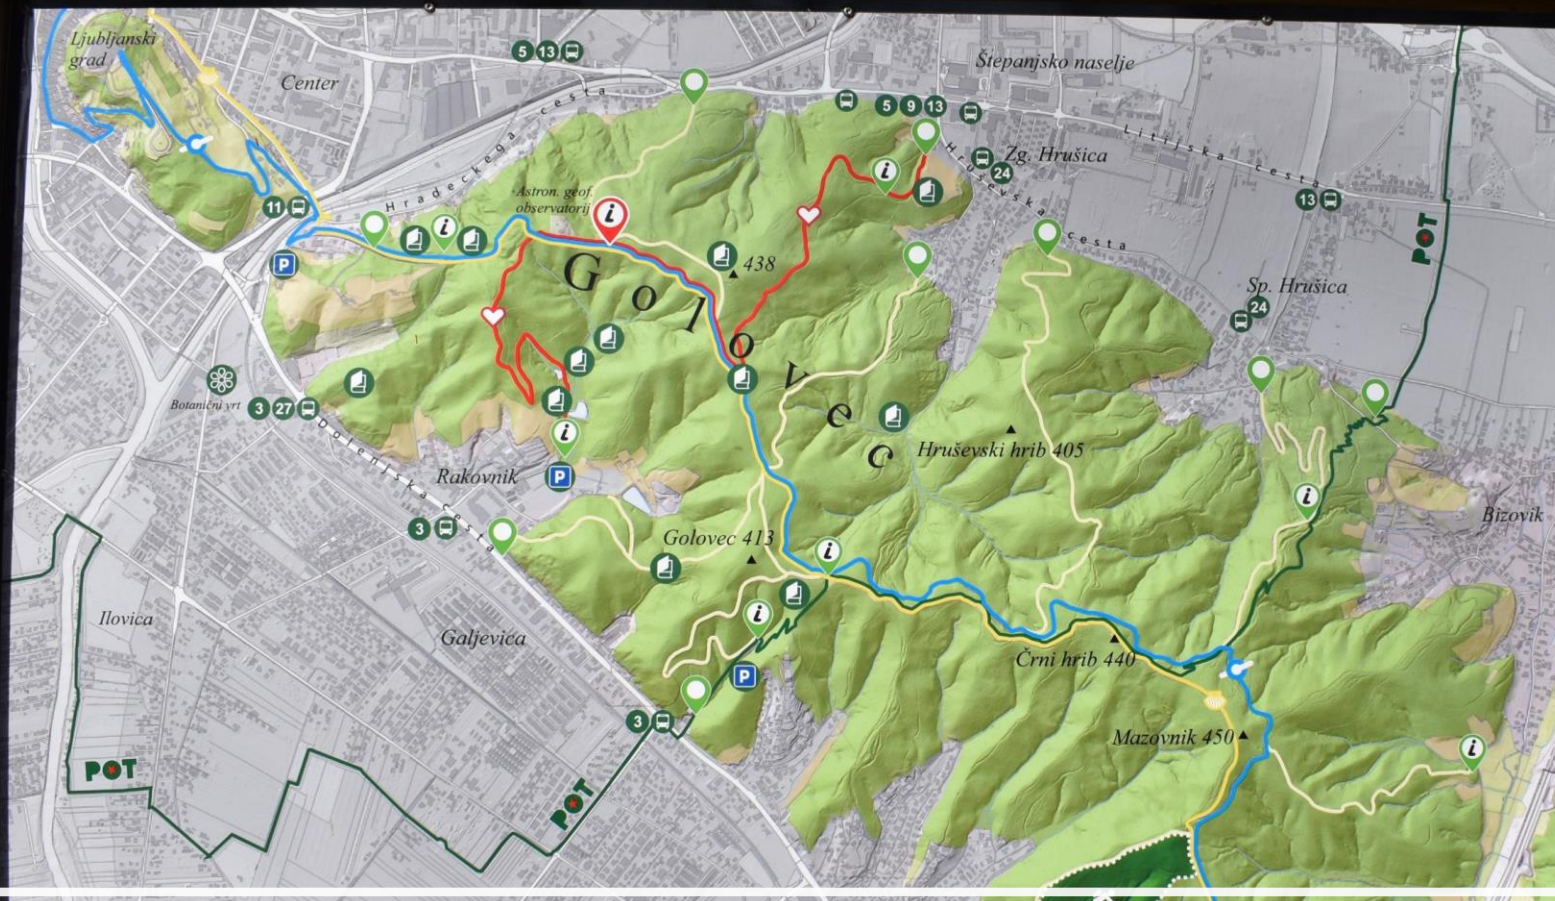 Ljubljanski
grad
Center
5 13
Štepanjsko naselje
5 9 13
Hradeckega cesta
Litijska cesta
Hruševska cesta
Zg. Hrušica
24
13
11
Astron. geof.
observatorij
i
i
i
P
438
POT
Sp. Hrušica
24
Golovec
Botanični vrt
3 27
Dolenjska cesta
Rakovnik
i
P
Hruševski hrib 405
i
Bizovik
3
Golovec 413
i
i
Ilovica
Galjevica
Črni hrib 440
P
3
Mazovnik 450
i
POT
POT